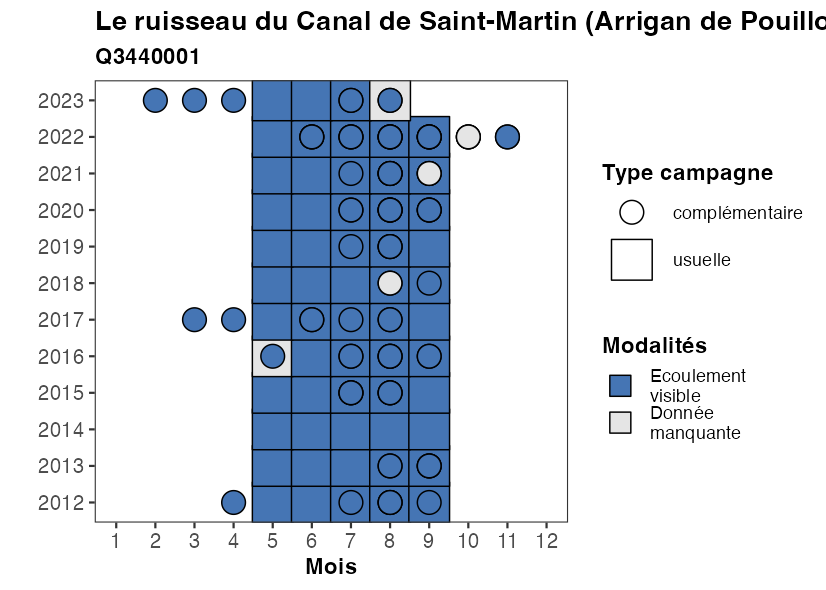 Le ruisseau du Canal de Saint-Martin (Arrigan de Pouillo
Q3440001
2023
2022
2021
2020
2019
2018
2017
2016
2015
2014
2013
2012
1 2 3 4 5 6 7 8 9 10 11 12
Mois
Type campagne
complémentaire
usuelle
Modalités
Ecoulement
visible
Donnée
manquante